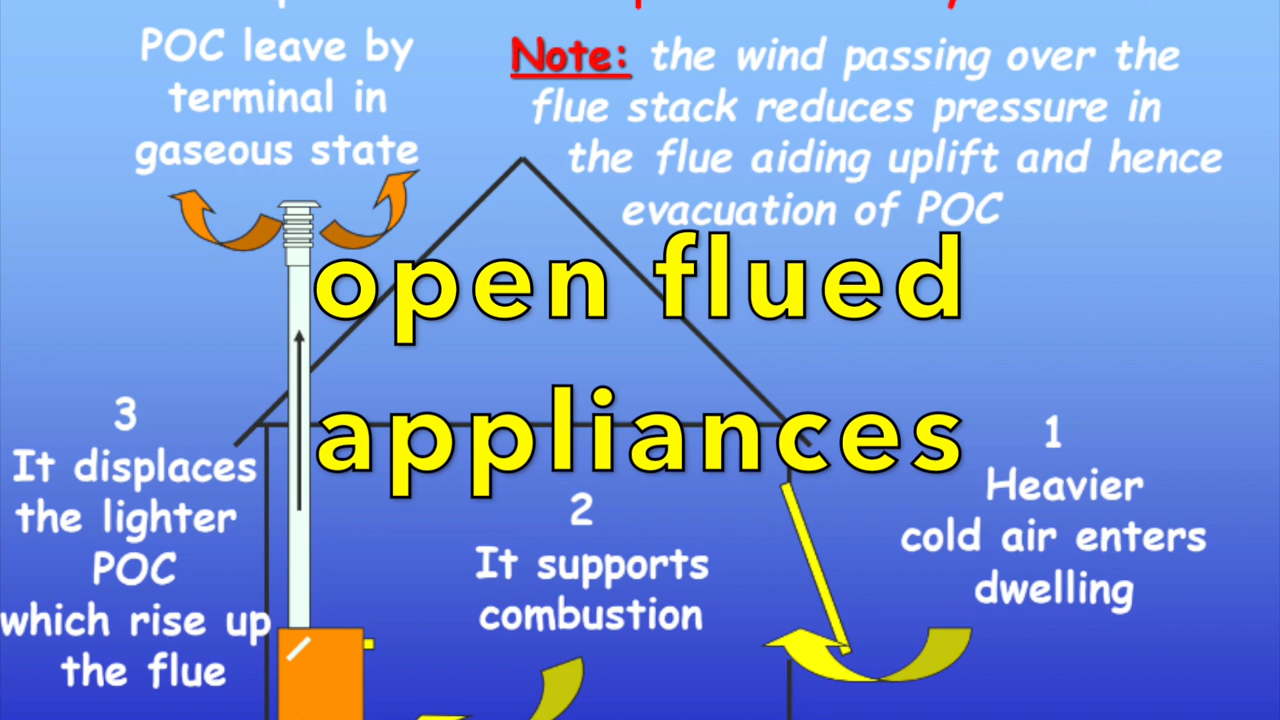 POC leave by
terminal in
gaseous state
Note: the wind passing over the
flue stack reduces pressure in
the flue aiding uplift and hence
evacuation of POC
open flued
appliances
3
It displaces
the lighter
POC
which rise up
the flue
2
It supports
combustion
1
Heavier
cold air enters
dwelling